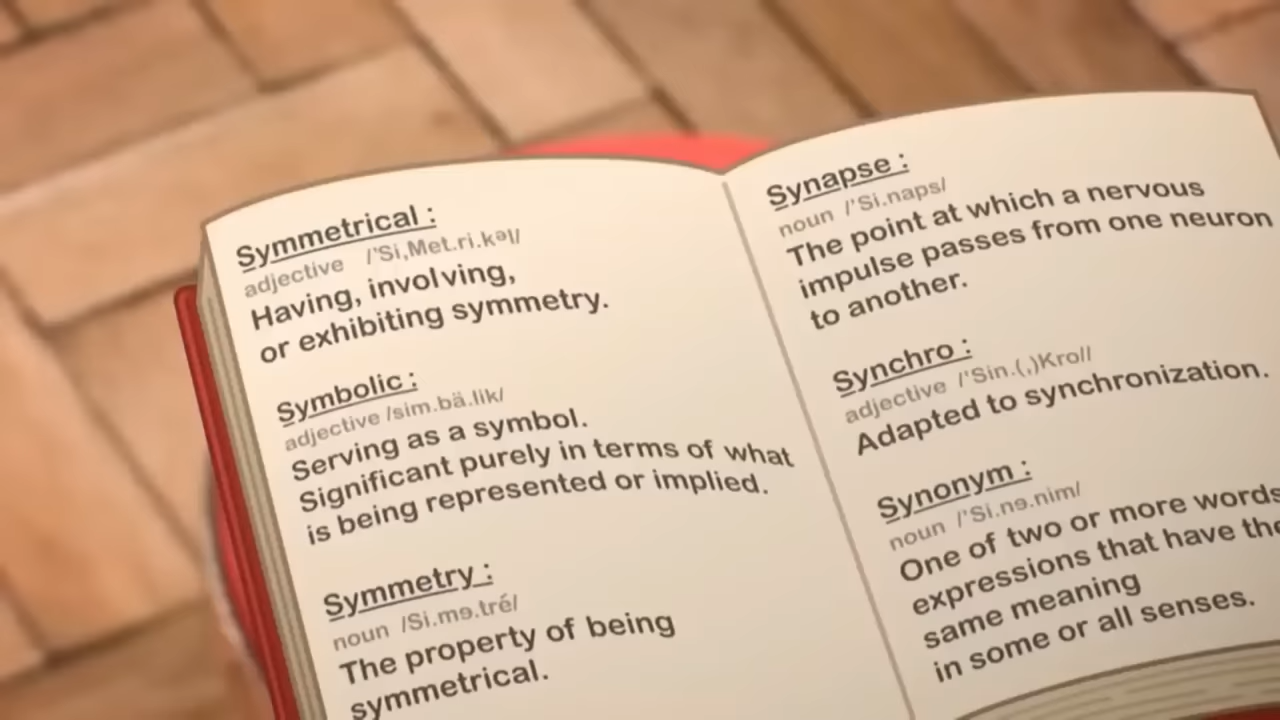 Symmetrical :
adjective /'Si,Met.ri.kəl/
Having, involving,
or exhibiting symmetry.
Symbolic :
adjective /sim.bä.lik/
Serving as a symbol.
Significant purely in terms of what
is being represented or implied.
Symmetry :
noun /Si.mɘ.tré/
The property of being
symmetrical.
Synapse :
noun /'Si.naps/
The point at which a nervous
impulse passes from one neuron
to another.
Synchro :
adjective /'Sin.(,)Kro//
Adapted to synchronization.
Synonym :
noun /'Si.nɘ.nim/
One of two or more words
expressions that have the
same meaning
in some or all senses.